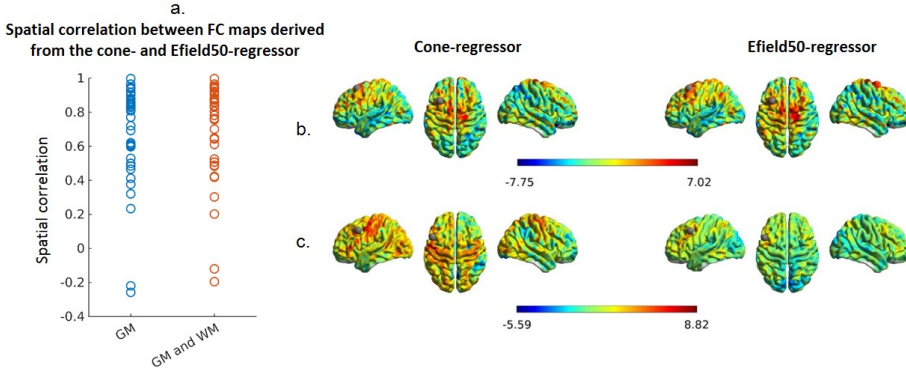 a.
Spatial correlation between FC maps derived
from the cone- and Efield50-regressor
1
0.8
0.6
0.4
0.2
0
-0.2
-0.4
Spatial correlation
GM
GM and WM
Cone-regressor
Efield50-regressor
b.
-7.75
7.02
c.
-5.59
8.82